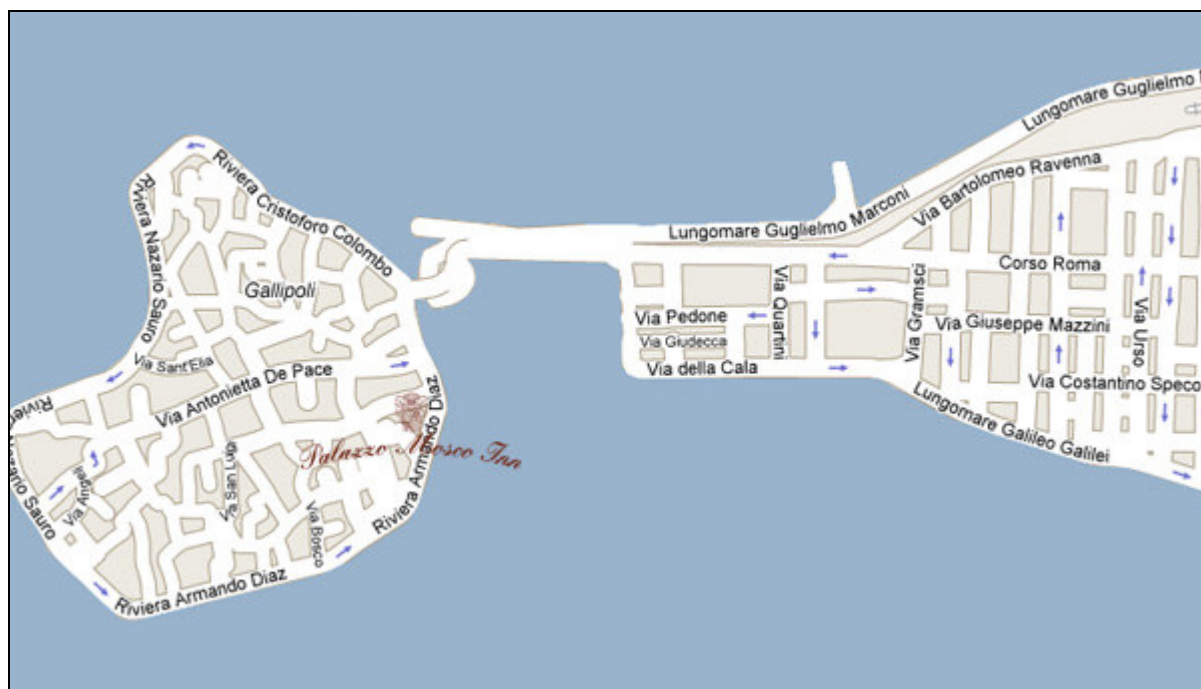 Lungomare Guglielmo
Lungomare Guglielmo Marconi
Via Bartolomeo Ravenna
Riviera Cristoforo Colombo
Riviera Nazario Sauro
Gallipoli
Corso Roma
Via Quartini
Via Gramsci
Via Pedone
Via Giuseppe Mazzini
Via Urso
Via Giudecca
Via della Cala
Via Sant'Elia
Via Antonietta De Pace
Via Costantino Speco
Lungomare Galileo Galilei
Palazzo Mosco Inn
Riviera Armando Diaz
Via Angeli
Via San Luigi
Via Bosco
Nazario Sauro
Riviera Armando Diaz